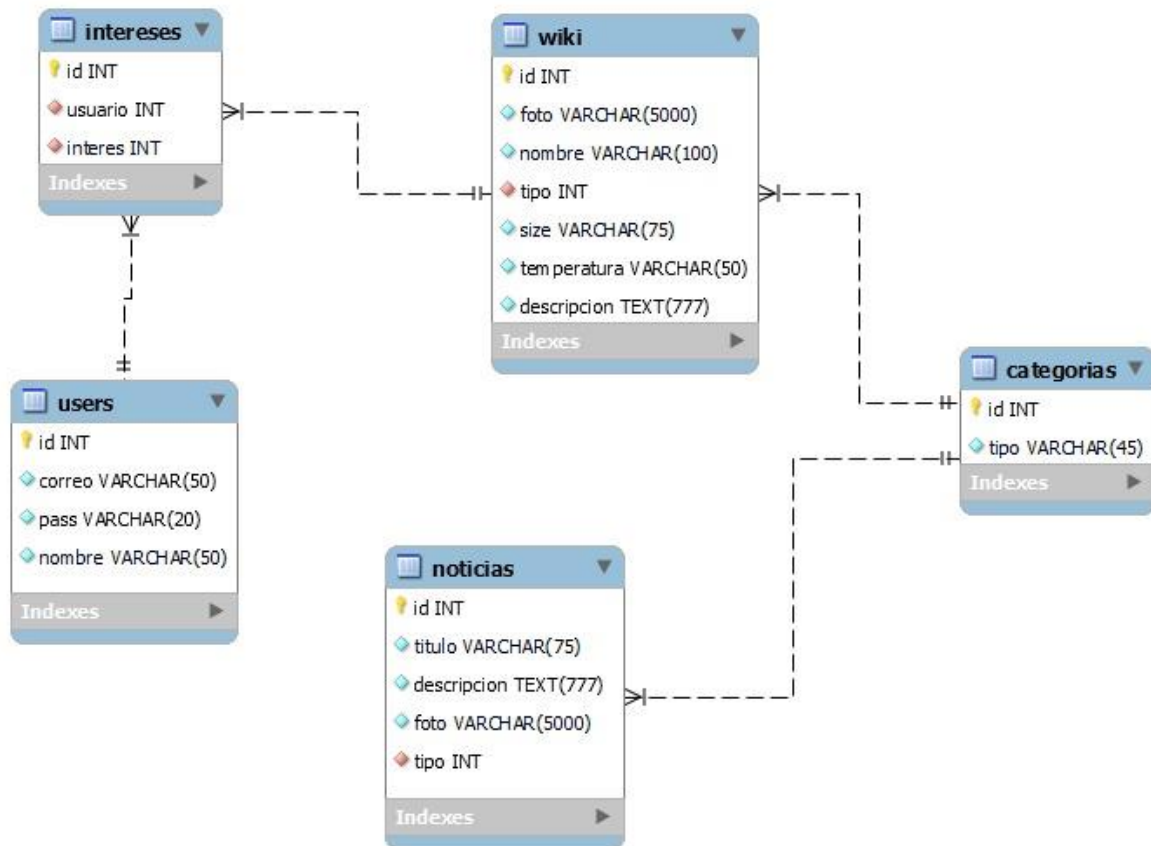 intereses
id INT
usuario INT
interes INT
Indexes
wiki
id INT
foto VARCHAR(5000)
nombre VARCHAR(100)
tipo INT
size VARCHAR(75)
temperatura VARCHAR(50)
descripcion TEXT(777)
Indexes
users
id INT
correo VARCHAR(50)
pass VARCHAR(20)
nombre VARCHAR(50)
Indexes
categorias
id INT
tipo VARCHAR(45)
Indexes
noticias
id INT
titulo VARCHAR(75)
descripcion TEXT(777)
foto VARCHAR(5000)
tipo INT
Indexes